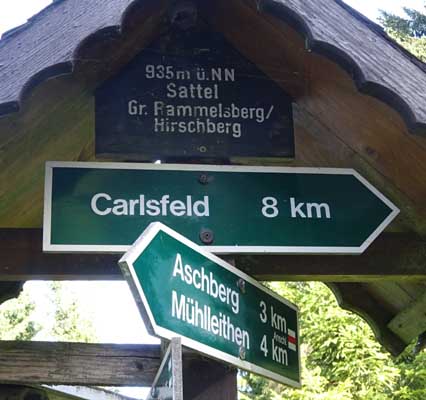 935m ü.NN
Sattel
Gr. Rammelsberg/
Hirschberg
Carlsfeld 8 km
Aschberg 3 km
Mühlleithen 4 km